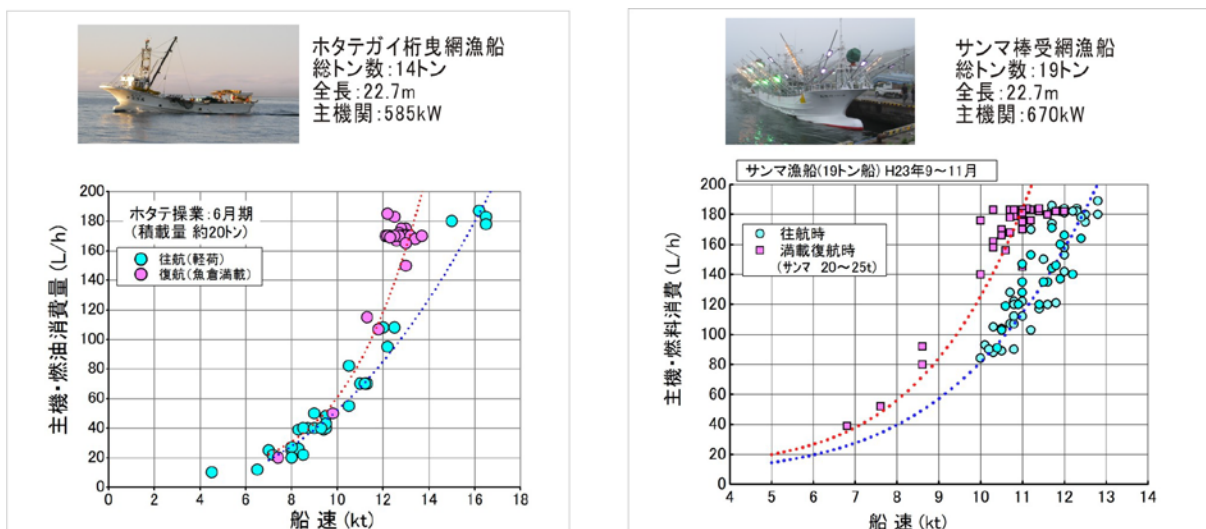 ホタテガイ桁曳網漁船
総トン数:14トン
全長:22.7m
主機関:585kW
ホタテ操業:6月期
(積載量 約20トン)
往航(軽荷)
復航(魚倉満載)
主機・燃油消費量 (L/h)
200
180
160
140
120
100
80
60
40
20
0
0 2 4 6 8 10 12 14 16 18
船 速 (kt)
サンマ棒受網漁船
総トン数:19トン
全長:22.7m
主機関:670kW
サンマ漁船(19トン船) H23年9～11月
往航時
満載復航時
(サンマ 20～25t)
主機・燃料消費 (L/h)
200
180
160
140
120
100
80
60
40
20
0
4 5 6 7 8 9 10 11 12 13 14
船 速 (kt)